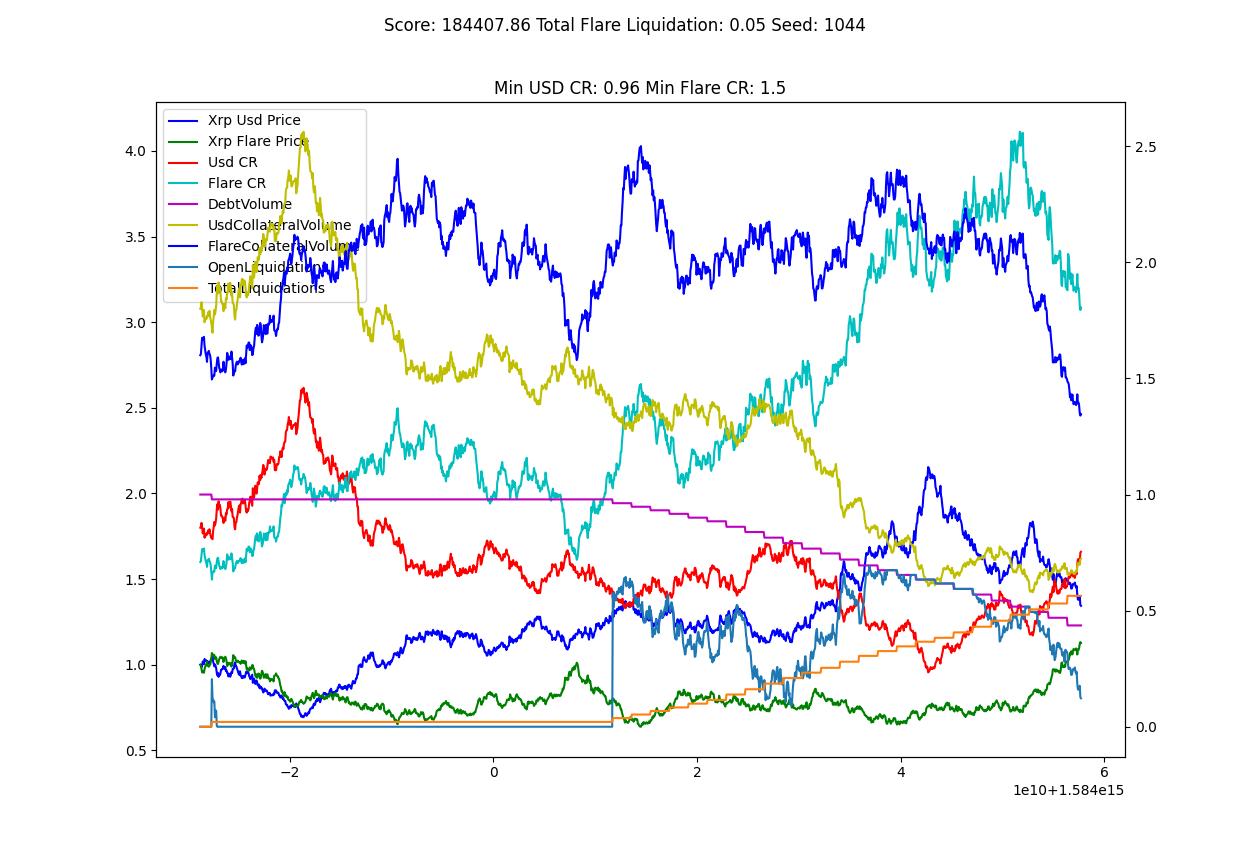 Score: 184407.86 Total Flare Liquidation: 0.05 Seed: 1044
Min USD CR: 0.96 Min Flare CR: 1.5
Xrp Usd Price
Xrp Flare Price
Usd CR
Flare CR
DebtVolume
UsdCollateralVolume
FlareCollateralVolume
OpenLiquidations
TotalLiquidations
4.0
3.5
3.0
2.5
2.0
1.5
1.0
0.5
2.5
2.0
1.5
1.0
0.5
0.0
−2 0 2 4 6
1e10+1.584e15